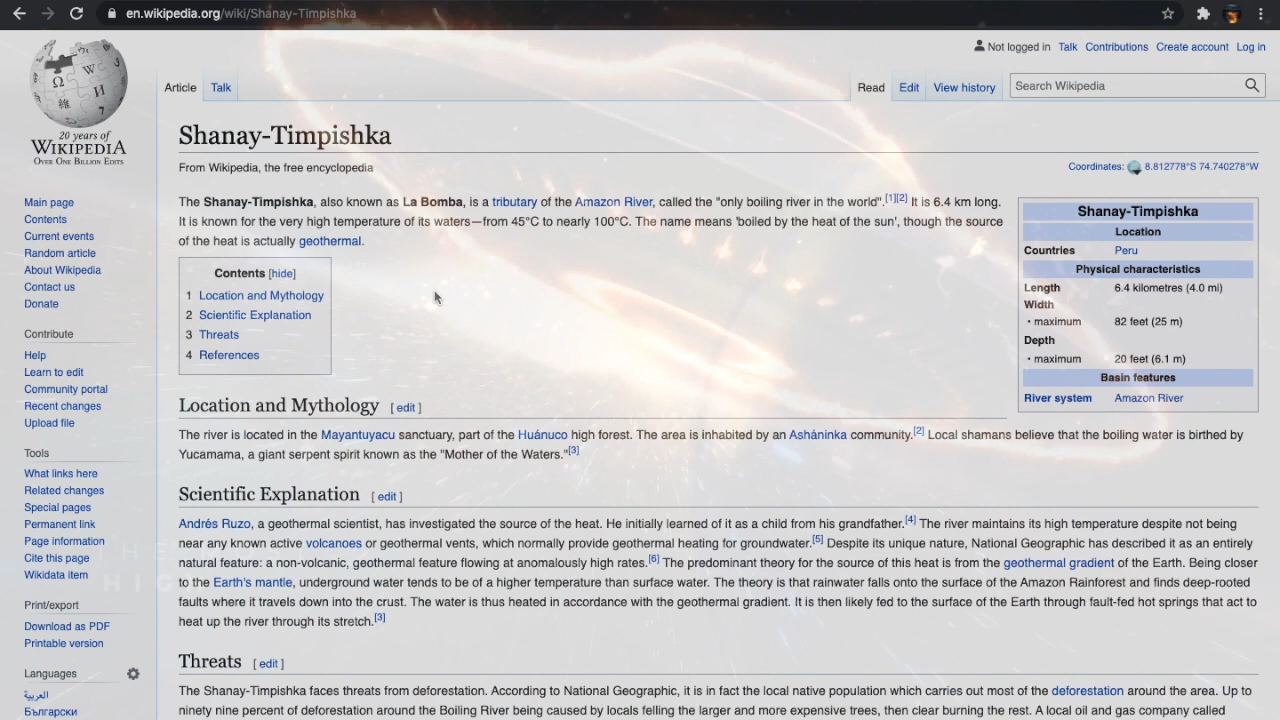 en.wikipedia.org/wiki/Shanay-Timpishka
Not logged in Talk Contributions Create account Log in
Article Talk Read Edit View history Search Wikipedia
20 years of
WIKIPEDIA
OVER ONE BILLION EDITS
Main page
Contents
Current events
Random article
About Wikipedia
Contact us
Donate
Contribute
Help
Learn to edit
Community portal
Recent changes
Upload file
Tools
What links here
Related changes
Special pages
Permanent link
Page information
Cite this page
Wikidata item
Print/export
Download as PDF
Printable version
Languages
العربية
Български
Shanay-Timpishka
From Wikipedia, the free encyclopedia
Coordinates: 8.812778°S 74.740278°W
The Shanay-Timpishka, also known as La Bomba, is a tributary of the Amazon River, called the "only boiling river in the world".[1][2] It is 6.4 km long.
It is known for the very high temperature of its waters—from 45°C to nearly 100°C. The name means 'boiled by the heat of the sun', though the source
of the heat is actually geothermal.
Contents [hide]
1 Location and Mythology
2 Scientific Explanation
3 Threats
4 References
Shanay-Timpishka
Location
Countries Peru
Physical characteristics
Length 6.4 kilometres (4.0 mi)
Width
• maximum 82 feet (25 m)
Depth
• maximum 20 feet (6.1 m)
Basin features
River system Amazon River
Location and Mythology [ edit ]
The river is located in the Mayantuyacu sanctuary, part of the Huánuco high forest. The area is inhabited by an Asháninka community.[2] Local shamans believe that the boiling water is birthed by
Yucamama, a giant serpent spirit known as the "Mother of the Waters."[3]
Scientific Explanation [ edit ]
Andrés Ruzo, a geothermal scientist, has investigated the source of the heat. He initially learned of it as a child from his grandfather.[4] The river maintains its high temperature despite not being
near any known active volcanoes or geothermal vents, which normally provide geothermal heating for groundwater.[5] Despite its unique nature, National Geographic has described it as an entirely
natural feature: a non-volcanic, geothermal feature flowing at anomalously high rates.[6] The predominant theory for the source of this heat is from the geothermal gradient of the Earth. Being closer
to the Earth's mantle, underground water tends to be of a higher temperature than surface water. The theory is that rainwater falls onto the surface of the Amazon Rainforest and finds deep-rooted
faults where it travels down into the crust. The water is thus heated in accordance with the geothermal gradient. It is then likely fed to the surface of the Earth through fault-fed hot springs that act to
heat up the river through its stretch.[3]
Threats [ edit ]
The Shanay-Timpishka faces threats from deforestation. According to National Geographic, it is in fact the local native population which carries out most of the deforestation around the area. Up to
ninety nine percent of deforestation around the Boiling River being caused by locals felling the larger and more expensive trees, then clear burning the rest. A local oil and gas company called